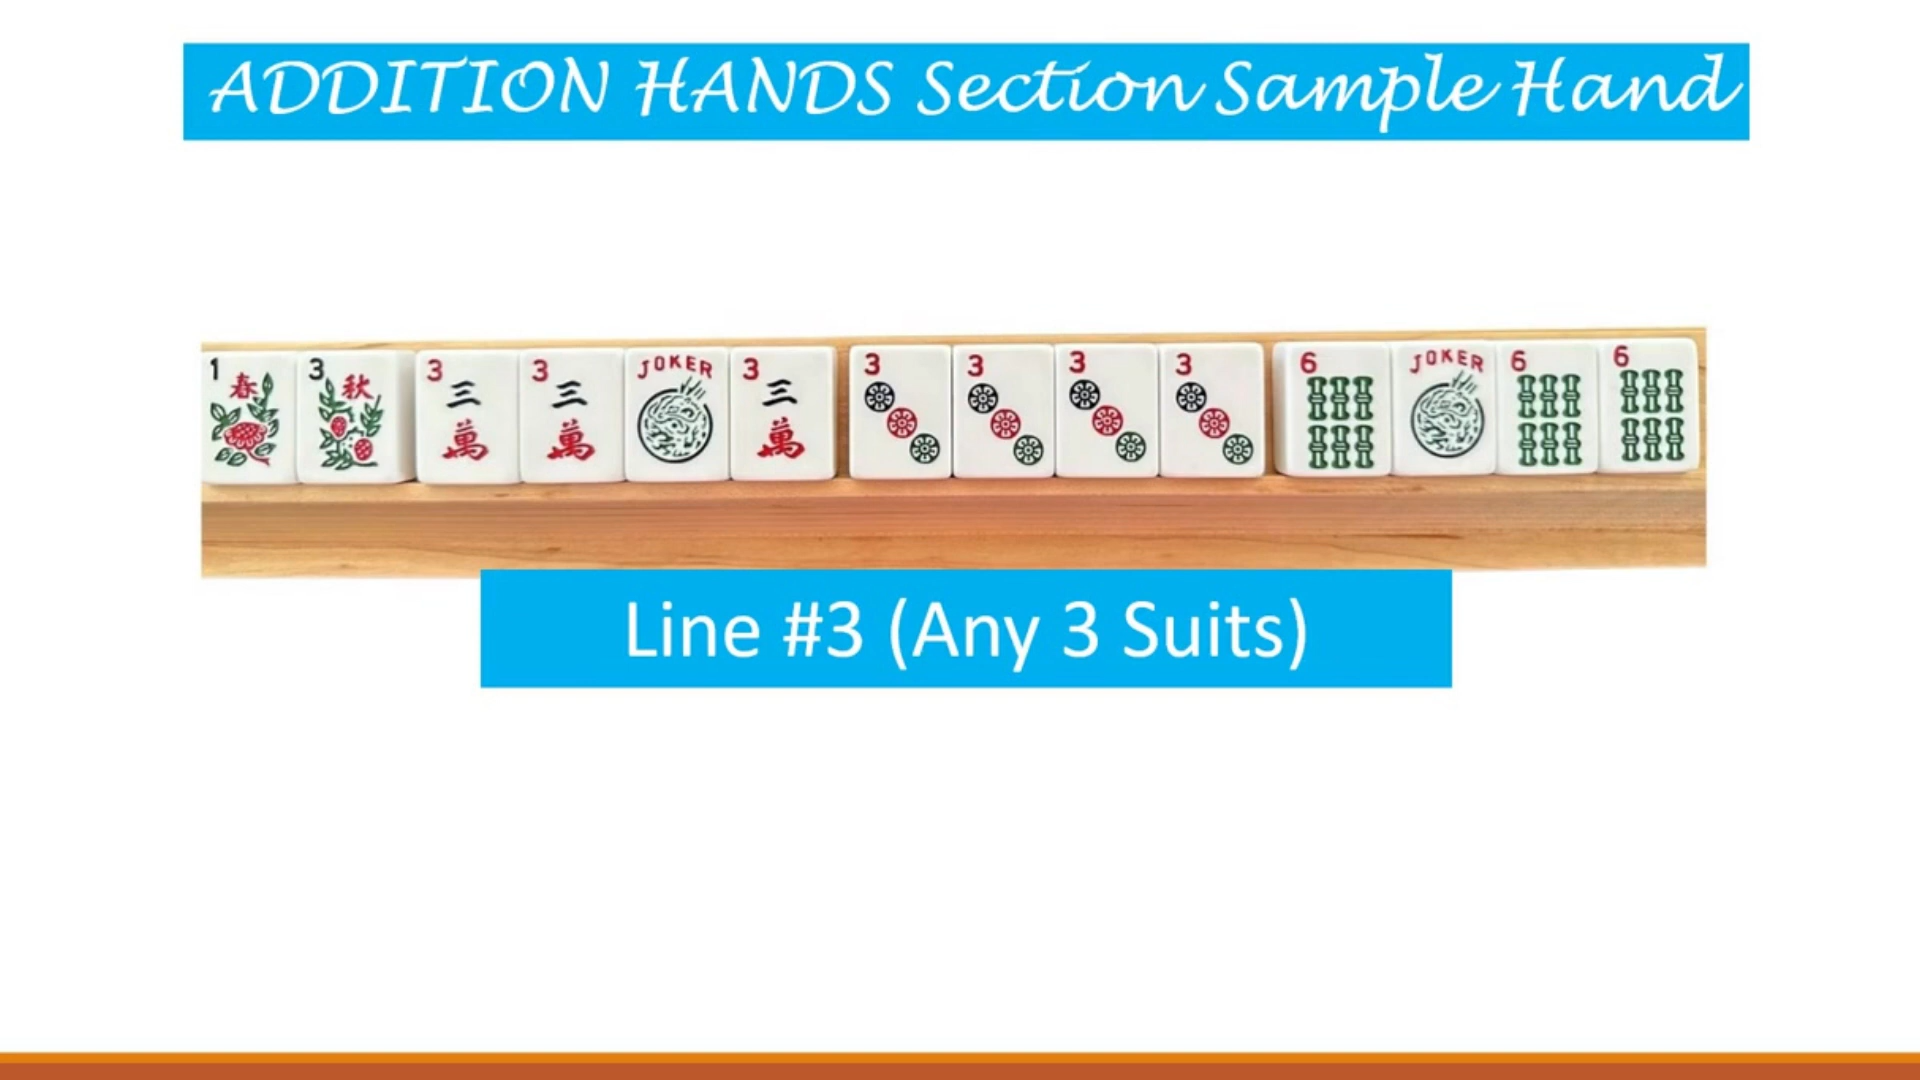 ADDITION HANDS Section Sample Hand
1 春 3 秋 3 三萬 3 三萬 JOKER 3 三萬 3 3 3 3 6 JOKER 6 6
Line #3 (Any 3 Suits)